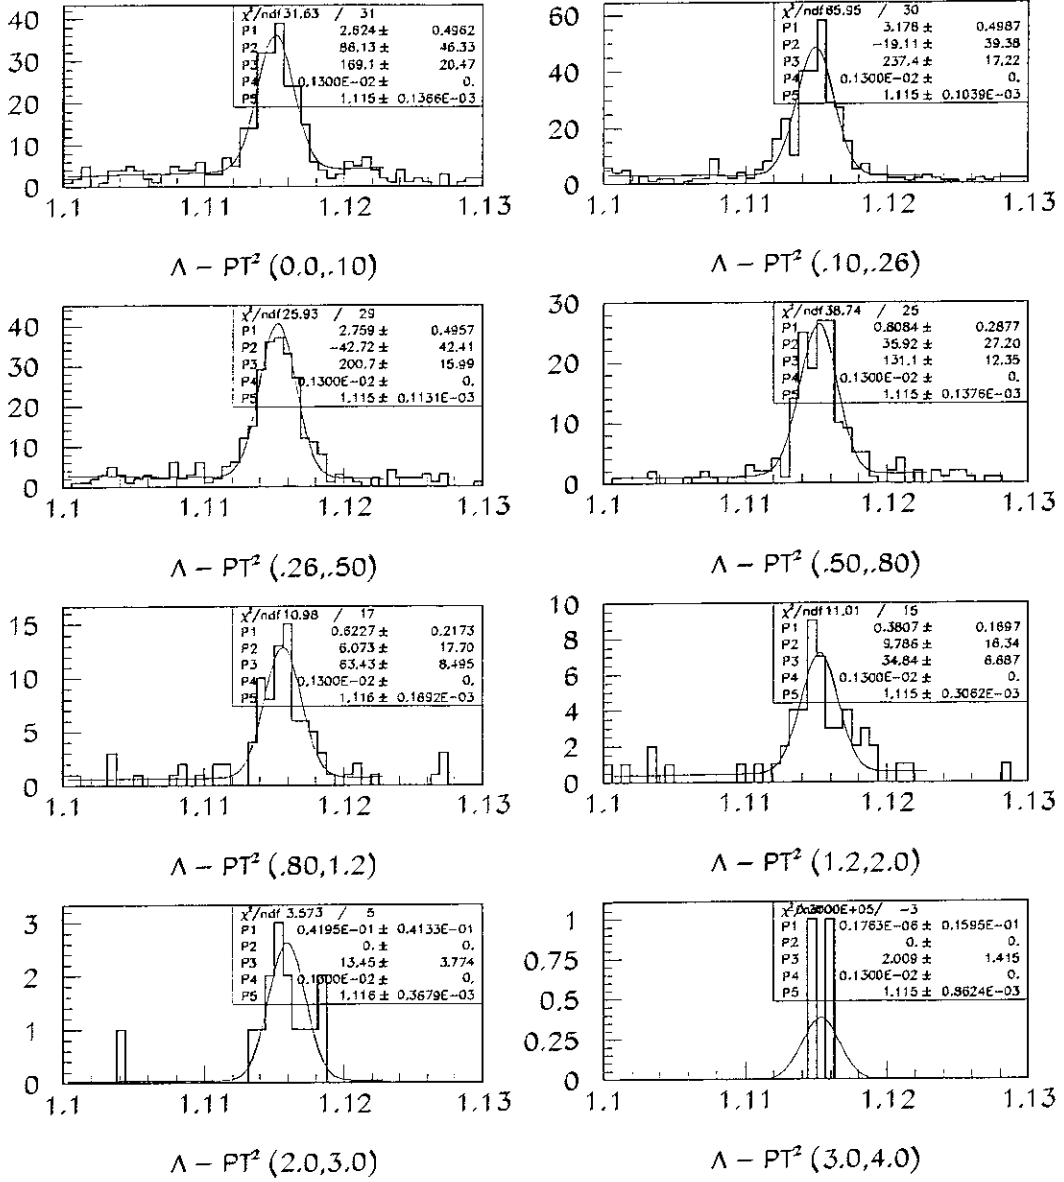 χ²/ndf 31.63 / 31
P1 2.624 ± 0.4962
P2 88.13 ± 46.33
P3 169.1 ± 20.47
P4 0.1300E-02 ± 0.
P5 1.115 ± 0.1366E-03
40
30
20
10
0
1.1 1.11 1.12 1.13
Λ - PT² (0.0,.10)
χ²/ndf 65.95 / 30
P1 3.178 ± 0.4987
P2 -19.11 ± 39.38
P3 237.4 ± 17.22
P4 0.1300E-02 ± 0.
P5 1.115 ± 0.1039E-03
60
40
20
0
1.1 1.11 1.12 1.13
Λ - PT² (.10,.26)
χ²/ndf 25.93 / 29
P1 2.759 ± 0.4957
P2 -42.72 ± 42.41
P3 200.7 ± 15.99
P4 0.1300E-02 ± 0.
P5 1.115 ± 0.1131E-03
40
30
20
10
0
1.1 1.11 1.12 1.13
Λ - PT² (.26,.50)
χ²/ndf 38.74 / 25
P1 0.8084 ± 0.2877
P2 35.92 ± 27.20
P3 131.1 ± 12.35
P4 0.1300E-02 ± 0.
P5 1.115 ± 0.1376E-03
30
20
10
0
1.1 1.11 1.12 1.13
Λ - PT² (.50,.80)
χ²/ndf 10.98 / 17
P1 0.6227 ± 0.2173
P2 6.073 ± 17.70
P3 63.43 ± 8.495
P4 0.1300E-02 ± 0.
P5 1.116 ± 0.1892E-03
15
10
5
0
1.1 1.11 1.12 1.13
Λ - PT² (.80,1.2)
χ²/ndf 11.01 / 15
P1 0.3807 ± 0.1697
P2 9.786 ± 16.34
P3 34.84 ± 6.687
P4 0.1300E-02 ± 0.
P5 1.115 ± 0.3062E-03
10
8
6
4
2
0
1.1 1.11 1.12 1.13
Λ - PT² (1.2,2.0)
χ²/ndf 3.573 / 5
P1 0.4195E-01 ± 0.4133E-01
P2 0. ± 0.
P3 13.45 ± 3.774
P4 0.1300E-02 ± 0.
P5 1.116 ± 0.3679E-03
3
2
1
0
1.1 1.11 1.12 1.13
Λ - PT² (2.0,3.0)
/ -3
P1 0.1763E-06 ± 0.1595E-01
P2 0. ± 0.
P3 2.009 ± 1.415
P4 0.1300E-02 ± 0.
P5 1.115 ± 0.8624E-03
1
0.75
0.5
0.25
0
1.1 1.11 1.12 1.13
Λ - PT² (3.0,4.0)